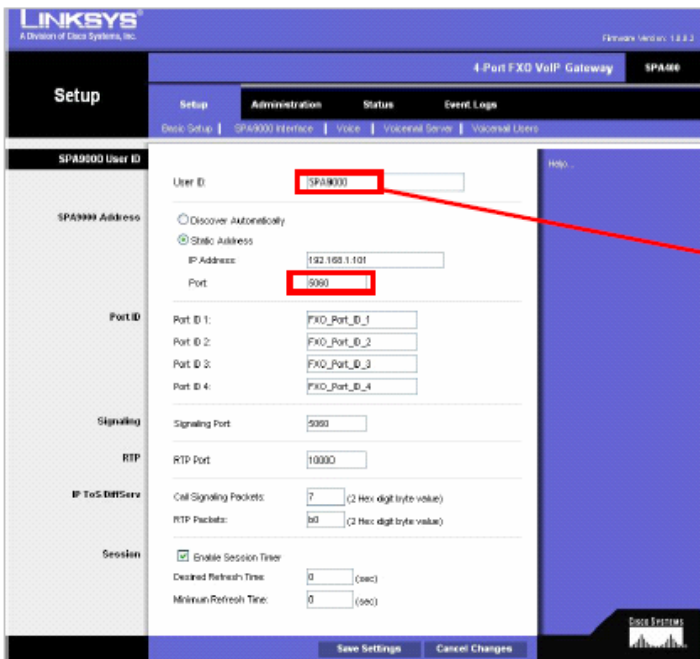 LINKSYS®
A Division of Cisco Systems, Inc.
Firmware Version: 1.0.0.2
4-Port FXO VoIP Gateway
SPA400
Setup
Setup Administration Status Event Logs
Basic Setup | SPA9000 Interface | Voice | Voicemail Server | Voicemail Users
SPA9000 User ID
Help...
User ID: SPA9000
SPA9000 Address
Discover Automatically
Static Address
IP Address: 192.168.1.101
Port 5060
Port ID
Port ID 1: FXO_Port_ID_1
Port ID 2: FXO_Port_ID_2
Port ID 3: FXO_Port_ID_3
Port ID 4: FXO_Port_ID_4
Signaling
Signaling Port 5060
RTP
RTP Port 10000
IP ToS DiffServ
Call Signaling Packets: 7 (2 Hex digit byte value)
RTP Packets: b0 (2 Hex digit byte value)
Session
Enable Session Timer
Desired Refresh Time: 0 (sec)
Minimum Refresh Time: 0 (sec)
CISCO SYSTEMS
Save Settings Cancel Changes